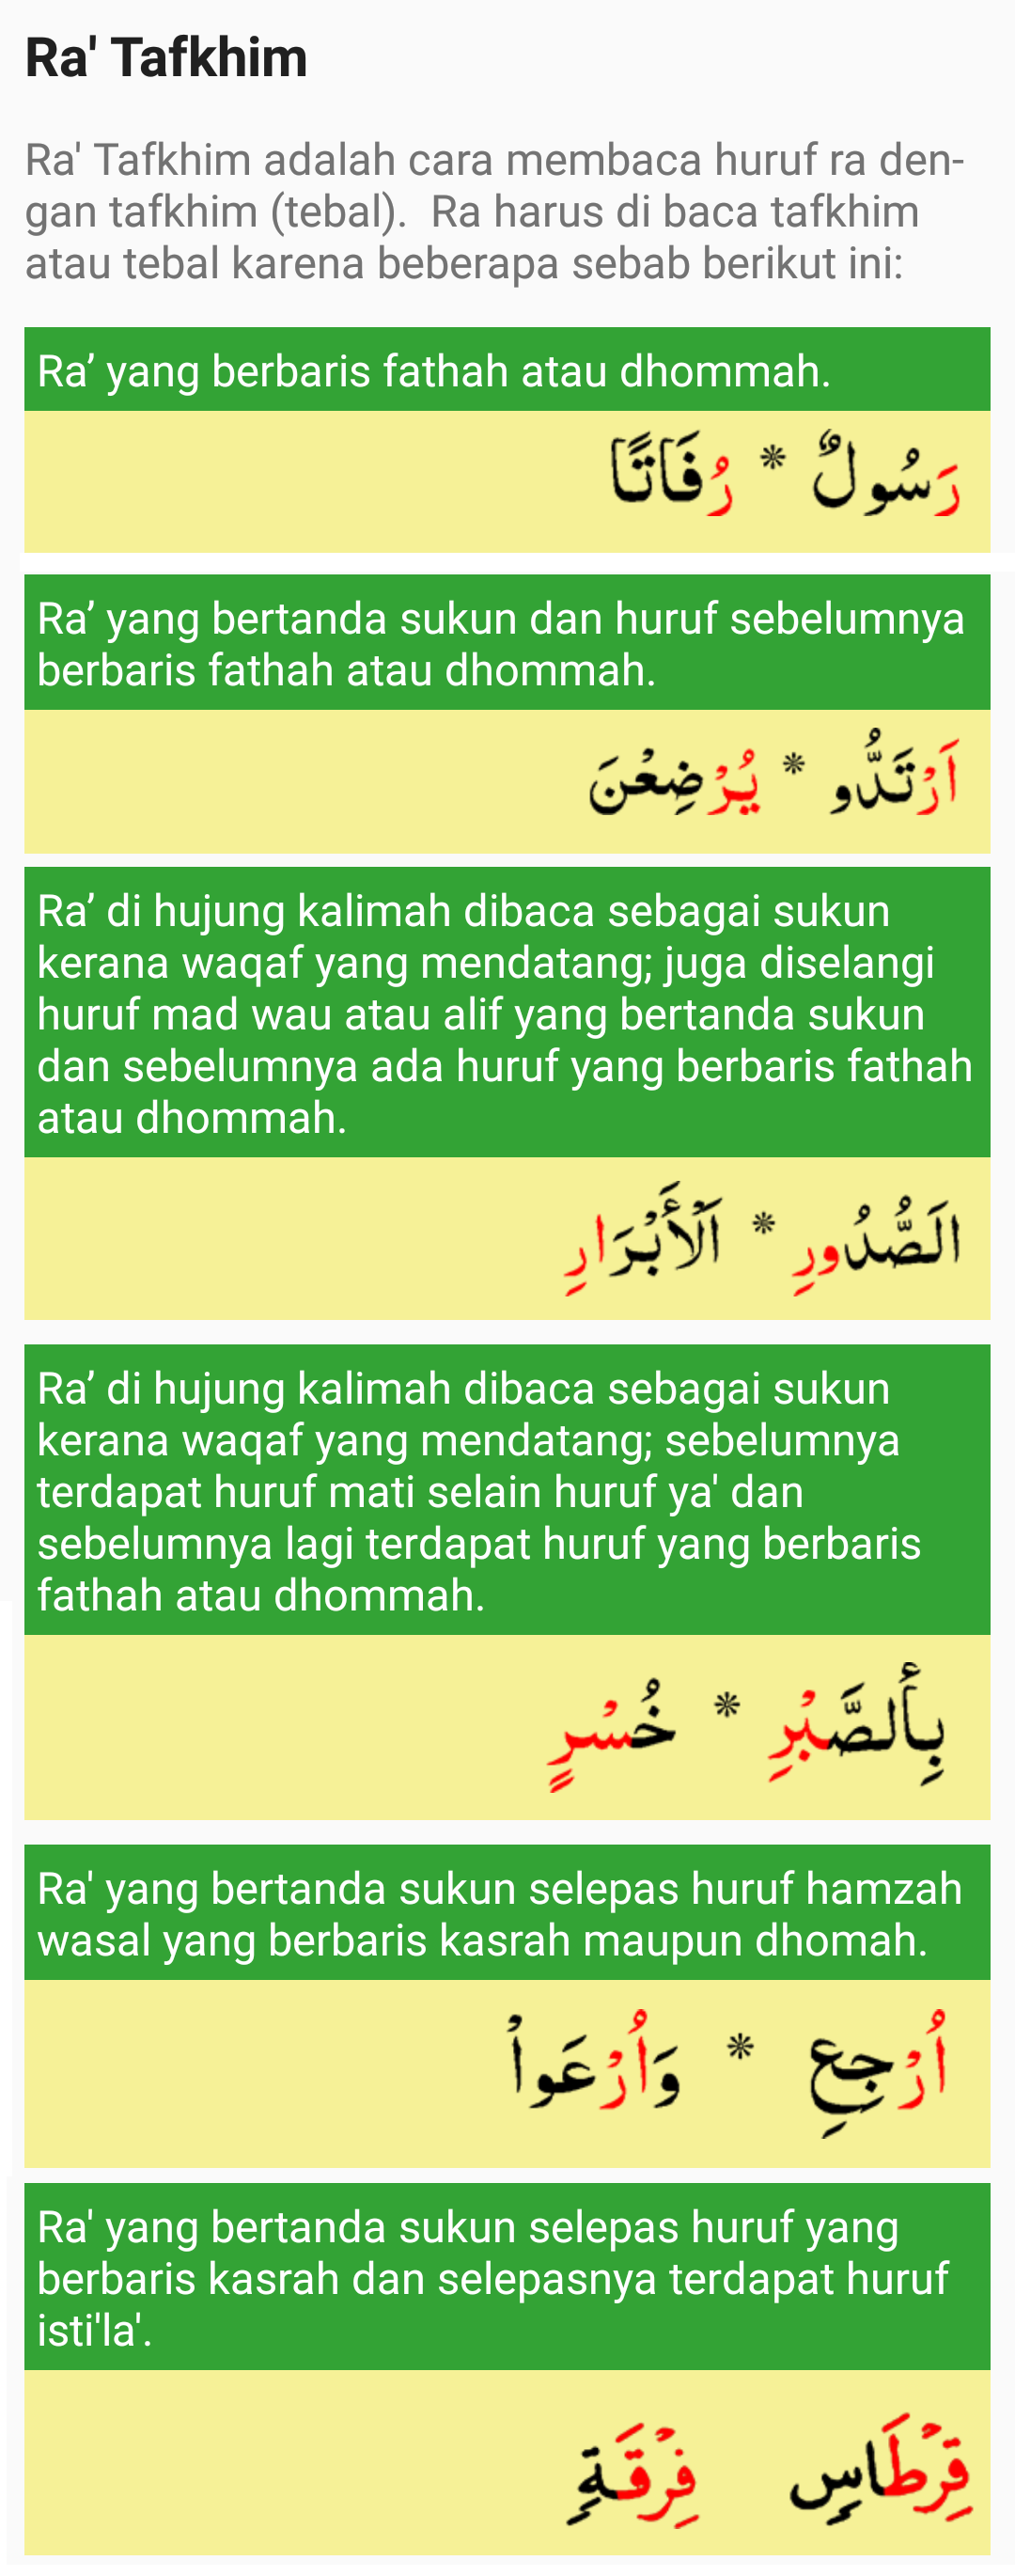 Ra' Tafkhim
Ra' Tafkhim adalah cara membaca huruf ra den-
gan tafkhim (tebal). Ra harus di baca tafkhim
atau tebal karena beberapa sebab berikut ini:
Ra’ yang berbaris fathah atau dhommah.
رَسُولٌ * رُفَاتًا
Ra’ yang bertanda sukun dan huruf sebelumnya
berbaris fathah atau dhommah.
اَرْتَدُّو * يُرْضِعْنَ
Ra’ di hujung kalimah dibaca sebagai sukun
kerana waqaf yang mendatang; juga diselangi
huruf mad wau atau alif yang bertanda sukun
dan sebelumnya ada huruf yang berbaris fathah
atau dhommah.
الَصُّدُورِ * اَلْأَبْرَارِ
Ra’ di hujung kalimah dibaca sebagai sukun
kerana waqaf yang mendatang; sebelumnya
terdapat huruf mati selain huruf ya' dan
sebelumnya lagi terdapat huruf yang berbaris
fathah atau dhommah.
بِألصَّبْرِ * خُسْرٍ
Ra' yang bertanda sukun selepas huruf hamzah
wasal yang berbaris kasrah maupun dhomah.
اُرْجِعِ * وَاُرْعَواْ
Ra' yang bertanda sukun selepas huruf yang
berbaris kasrah dan selepasnya terdapat huruf
isti'la'.
قِرْطَاسٍ فِرْقَةٍ